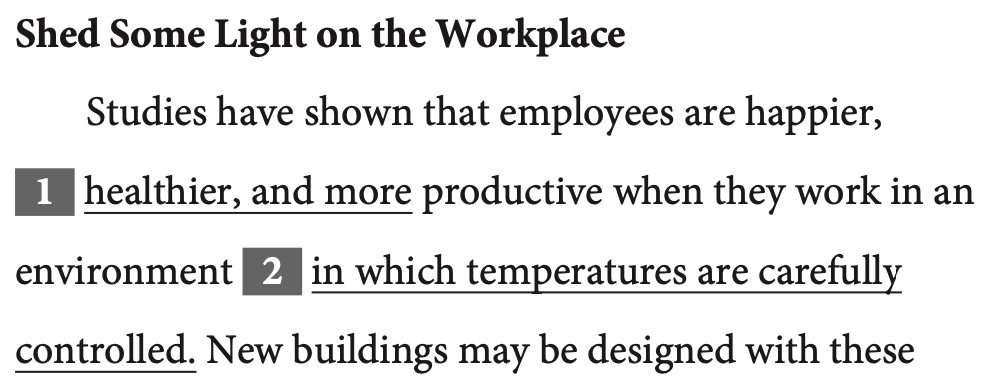 Shed Some Light on the Workplace
Studies have shown that employees are happier,
1 healthier, and more productive when they work in an
environment 2 in which temperatures are carefully
controlled. New buildings may be designed with these